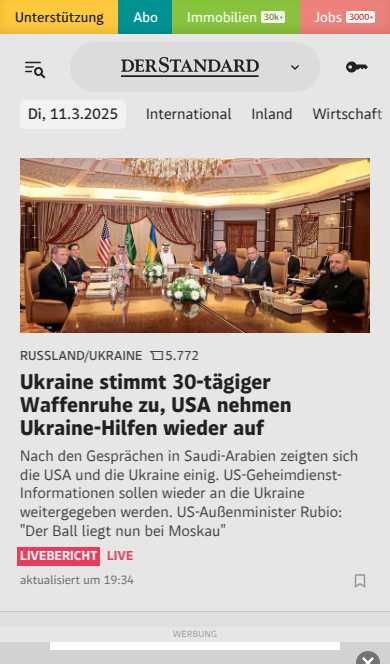 Unterstützung Abo Immobilien 30k+ Jobs 3000+
DERSTANDARD
Di, 11.3.2025 International Inland Wirtschaft
RUSSLAND/UKRAINE 5.772
Ukraine stimmt 30-tägiger
Waffenruhe zu, USA nehmen
Ukraine-Hilfen wieder auf
Nach den Gesprächen in Saudi-Arabien zeigten sich
die USA und die Ukraine einig. US-Geheimdienst-
Informationen sollen wieder an die Ukraine
weitergegeben werden. US-Außenminister Rubio:
"Der Ball liegt nun bei Moskau"
LIVEBERICHT LIVE
aktualisiert um 19:34
WERBUNG